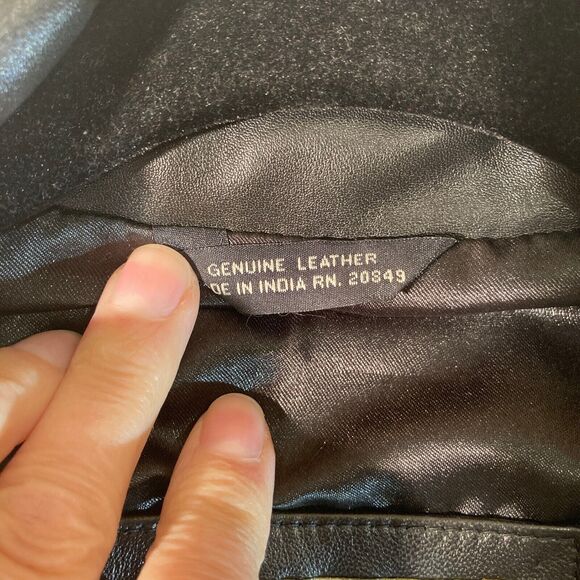 GENUINE LEATHER
DE IN INDIA RN. 20849